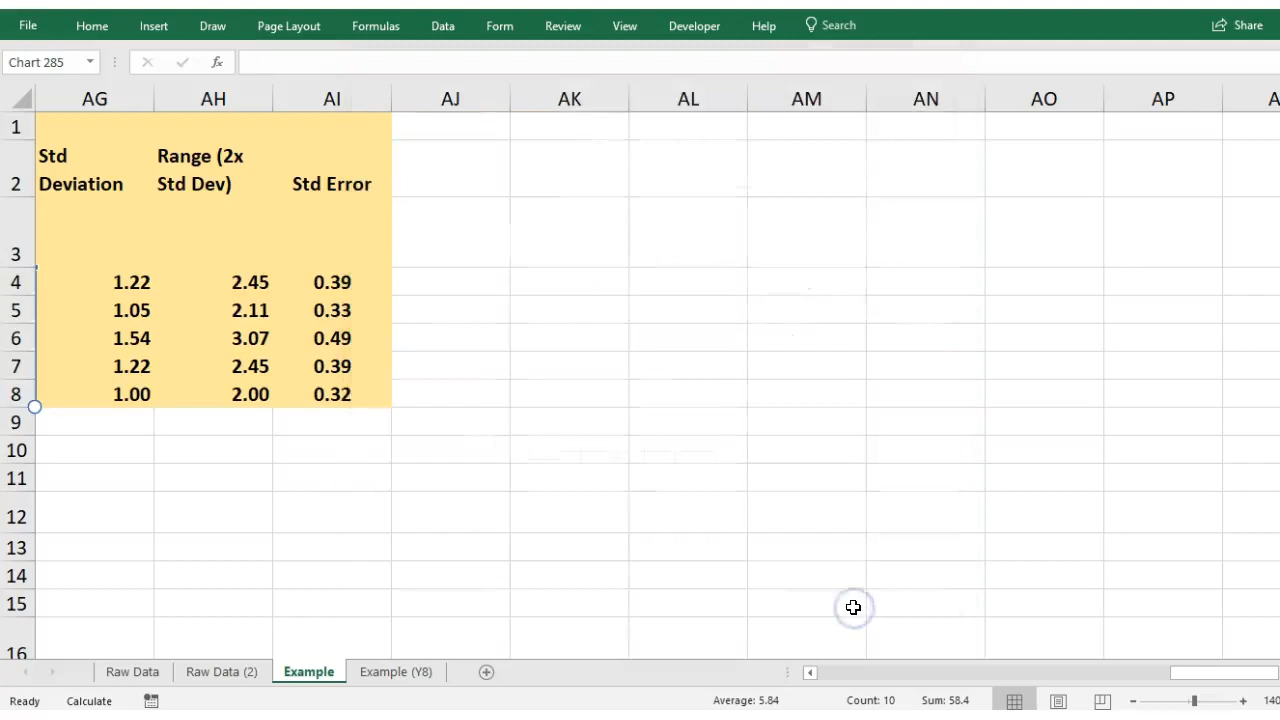 File Home Insert Draw Page Layout Formulas Data Form Review View Developer Help Search Share
Chart 285 fx
AG AH AI AJ AK AL AM AN AO AP
1
Std Range (2x
2 Deviation Std Dev) Std Error
3
4 1.22 2.45 0.39
5 1.05 2.11 0.33
6 1.54 3.07 0.49
7 1.22 2.45 0.39
8 1.00 2.00 0.32
9
10
11
12
13
14
15
16
Raw Data Raw Data (2) Example Example (Y8)
Ready Calculate Average: 5.84 Count: 10 Sum: 58.4 140